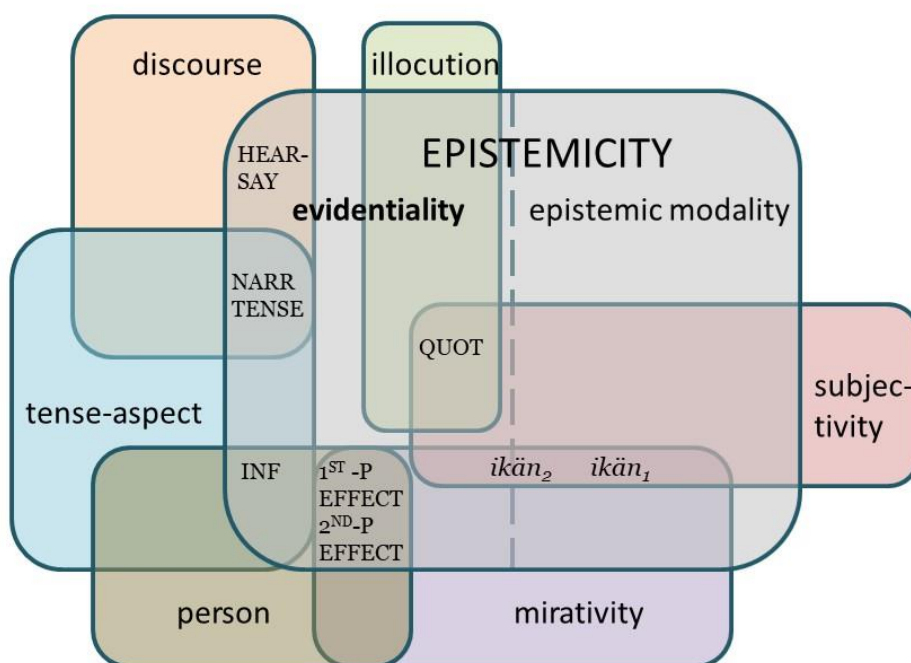 discourse
illocution
EPISTEMICITY
HEAR-
SAY
evidentiality
epistemic modality
NARR
TENSE
QUOT
tense-aspect
subjec-
tivity
INF
1ST -P
EFFECT
2ND-P
EFFECT
ikän2
ikän1
person
mirativity